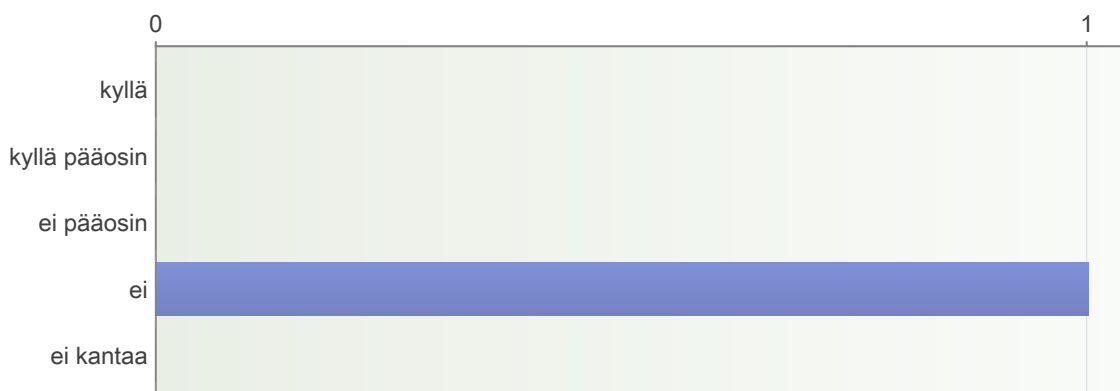 0 1
kyllä
kyllä pääosin
ei pääosin
ei
ei kantaa